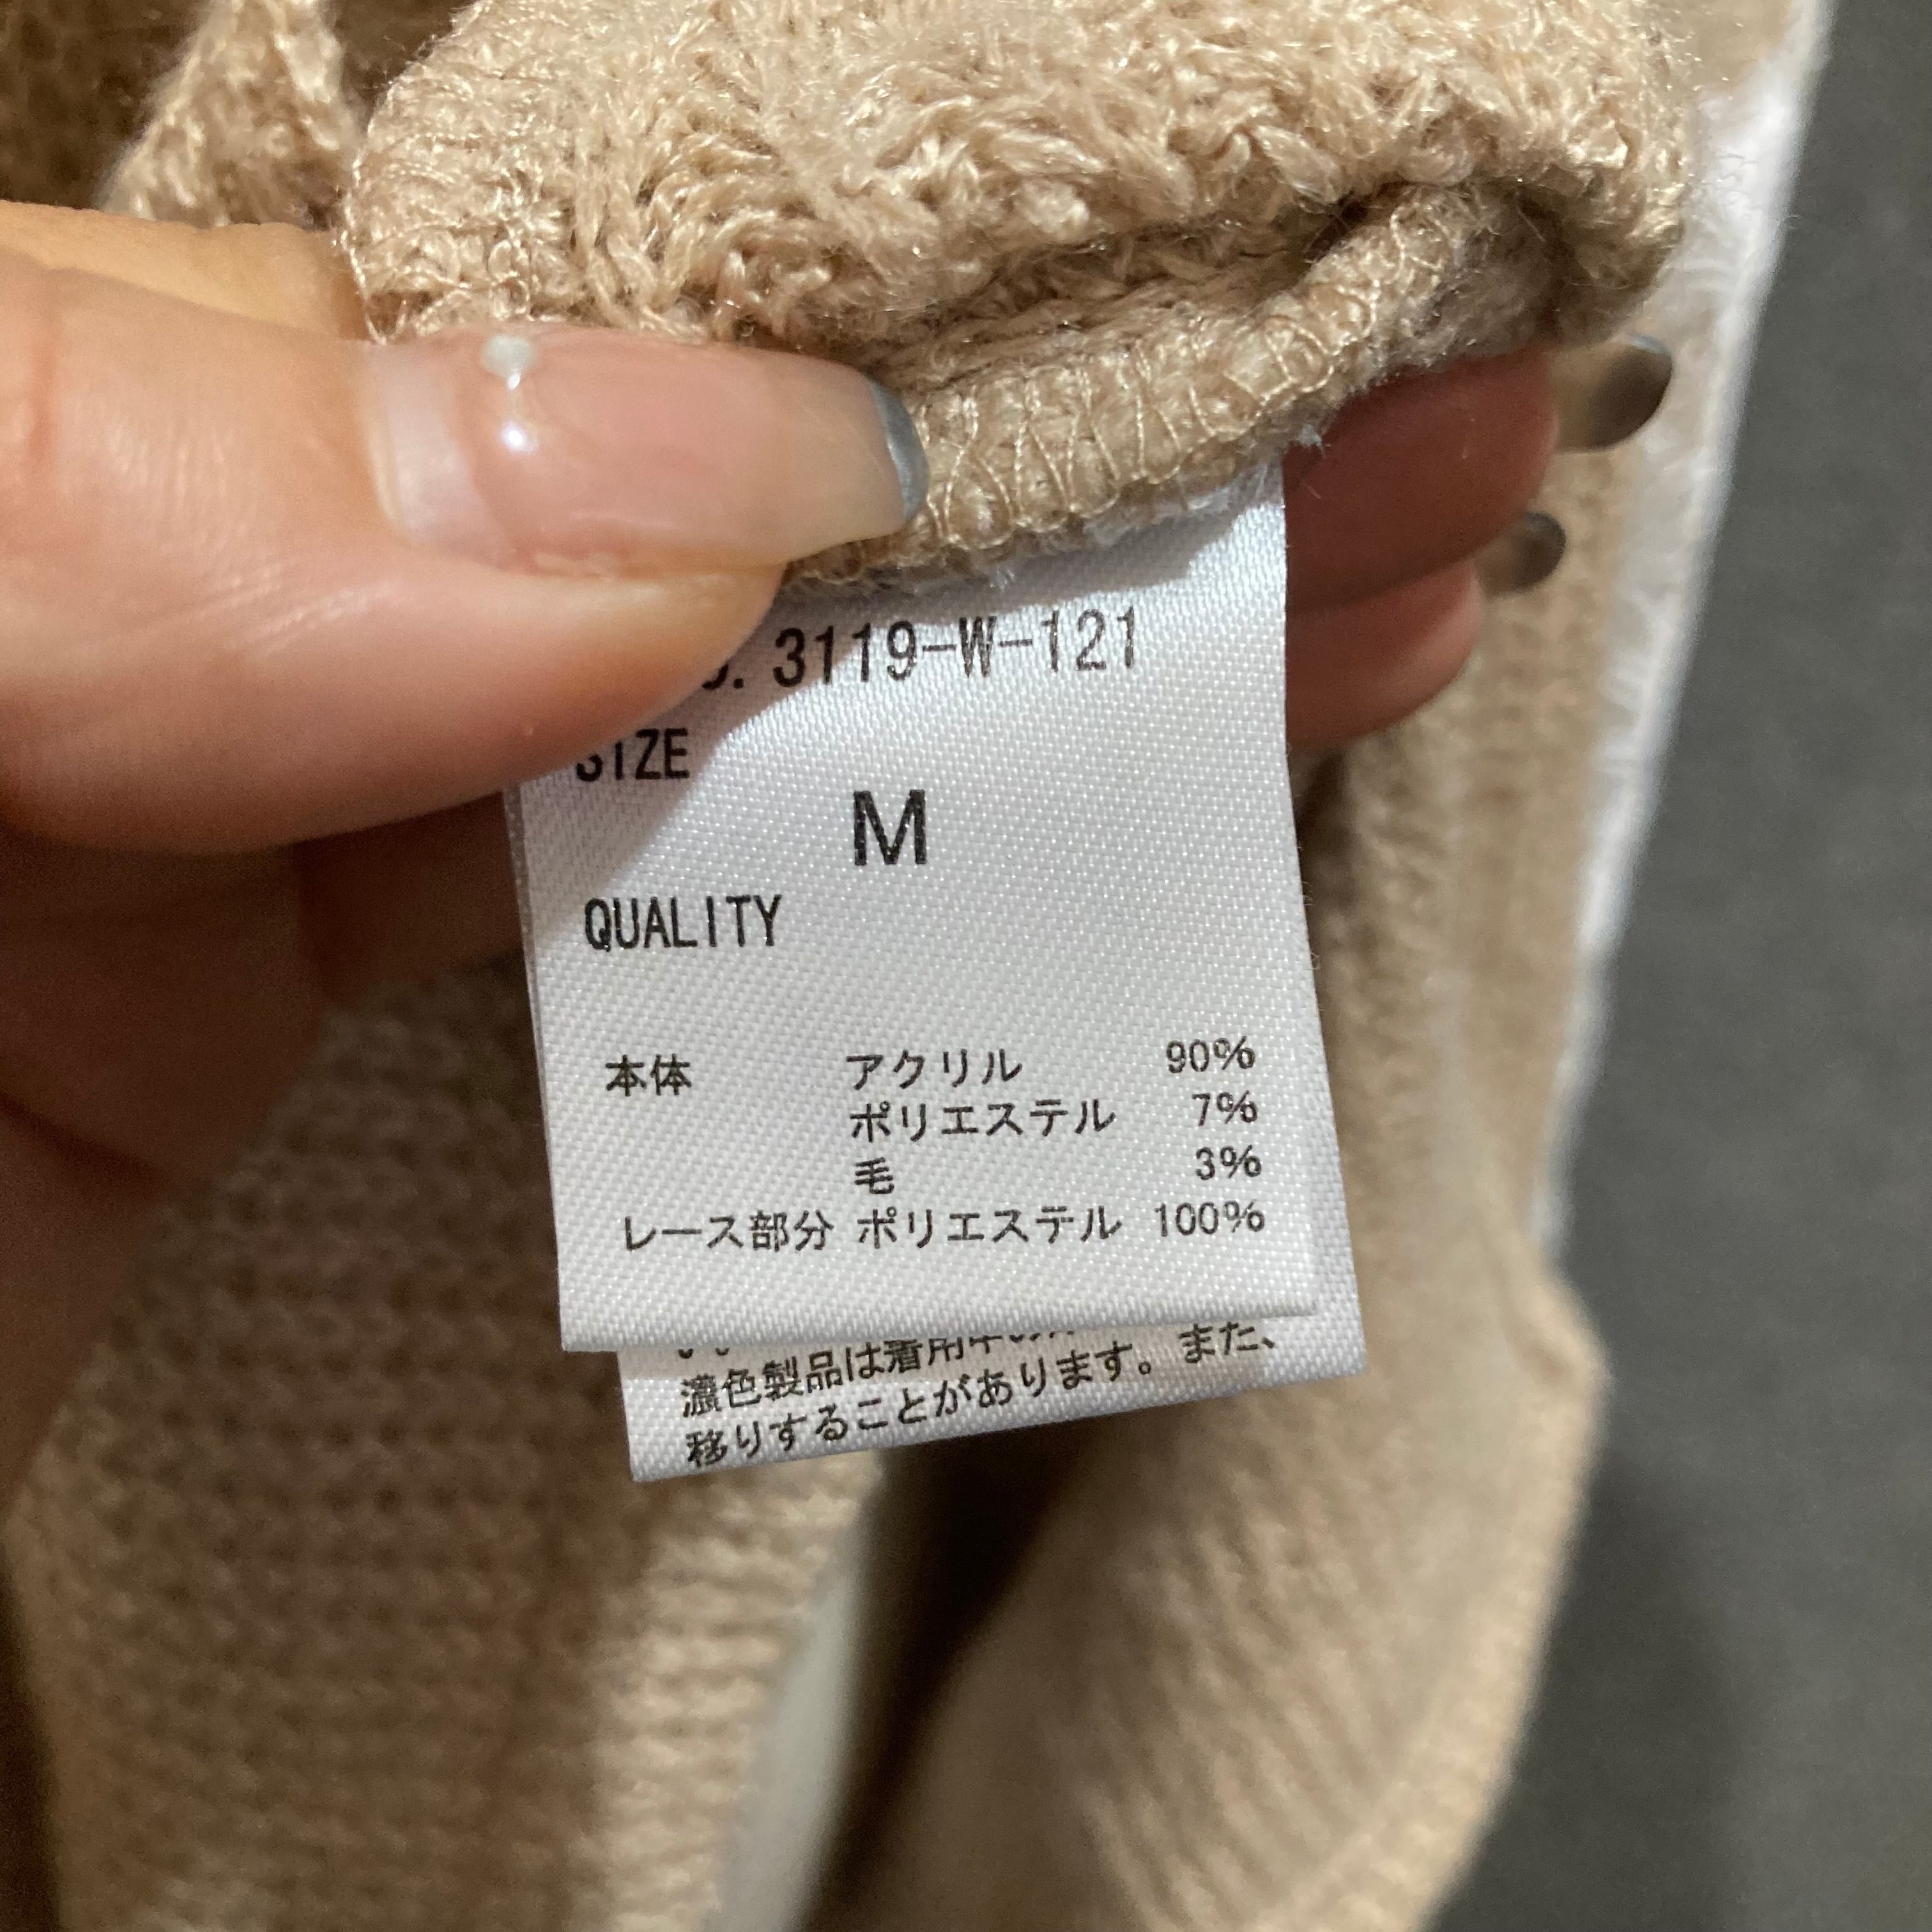 3119-W-121
SIZE
M
QUALITY
本体 アクリル 90%
ポリエステル 7%
毛 3%
レース部分 ポリエステル 100%
濃色製品は着用中の
移りすることがあります。また、